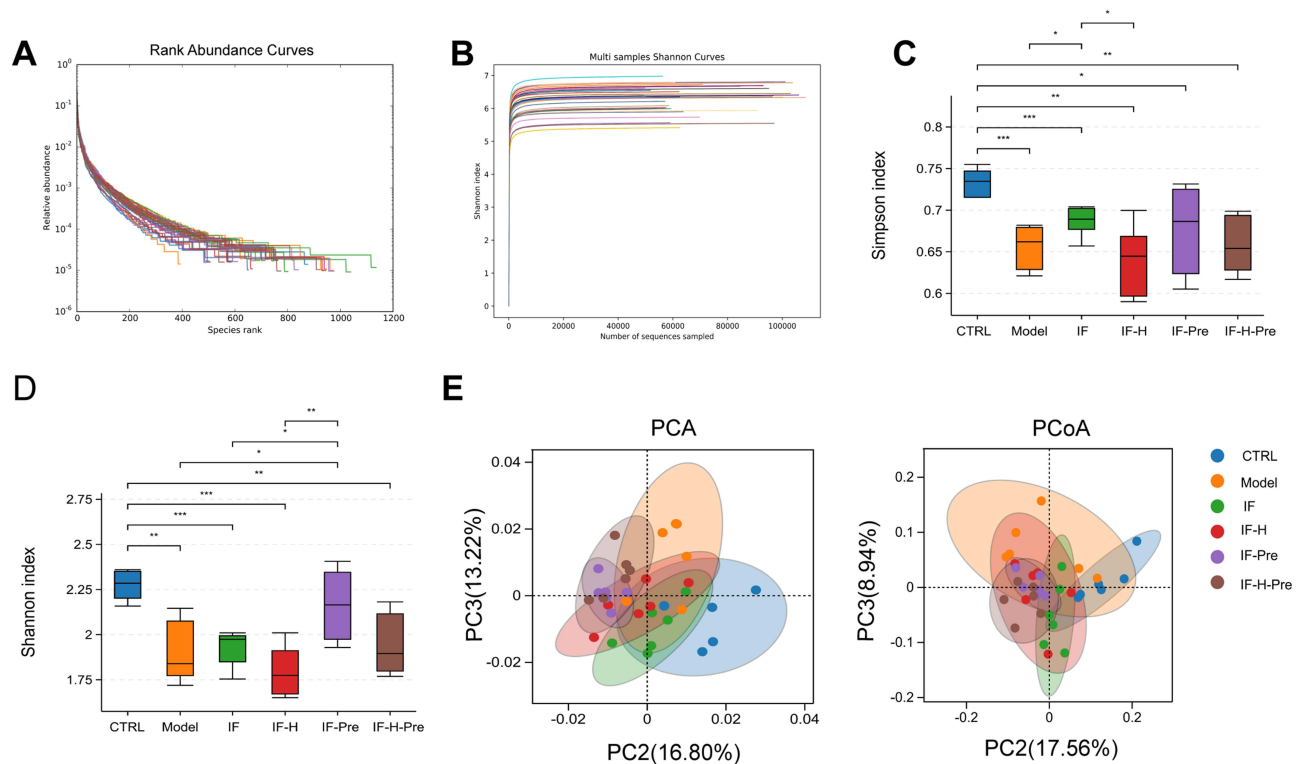 A
Rank Abundance Curves
Relative abundance
10⁰
10⁻¹
10⁻²
10⁻³
10⁻⁴
10⁻⁵
10⁻⁶
0 200 400 600 800 1000 1200
Species rank
B
Multi samples Shannon Curves
Shannon index
7
6
5
4
3
2
1
0
0 20000 40000 60000 80000 100000
Number of sequences sampled
C
*
*
**
*
**
***
***
Simpson index
0.8
0.75
0.7
0.65
0.6
CTRL Model IF IF-H IF-Pre IF-H-Pre
D
**
*
*
**
***
***
**
Shannon index
2.75
2.5
2.25
2
1.75
CTRL Model IF IF-H IF-Pre IF-H-Pre
E
PCA
PC3(13.22%)
0.04
0.02
0
-0.02
-0.02 0 0.02 0.04
PC2(16.80%)
PCoA
PC3(8.94%)
0.2
0.1
0
-0.1
-0.2
-0.2 0 0.2
PC2(17.56%)
CTRL
Model
IF
IF-H
IF-Pre
IF-H-Pre